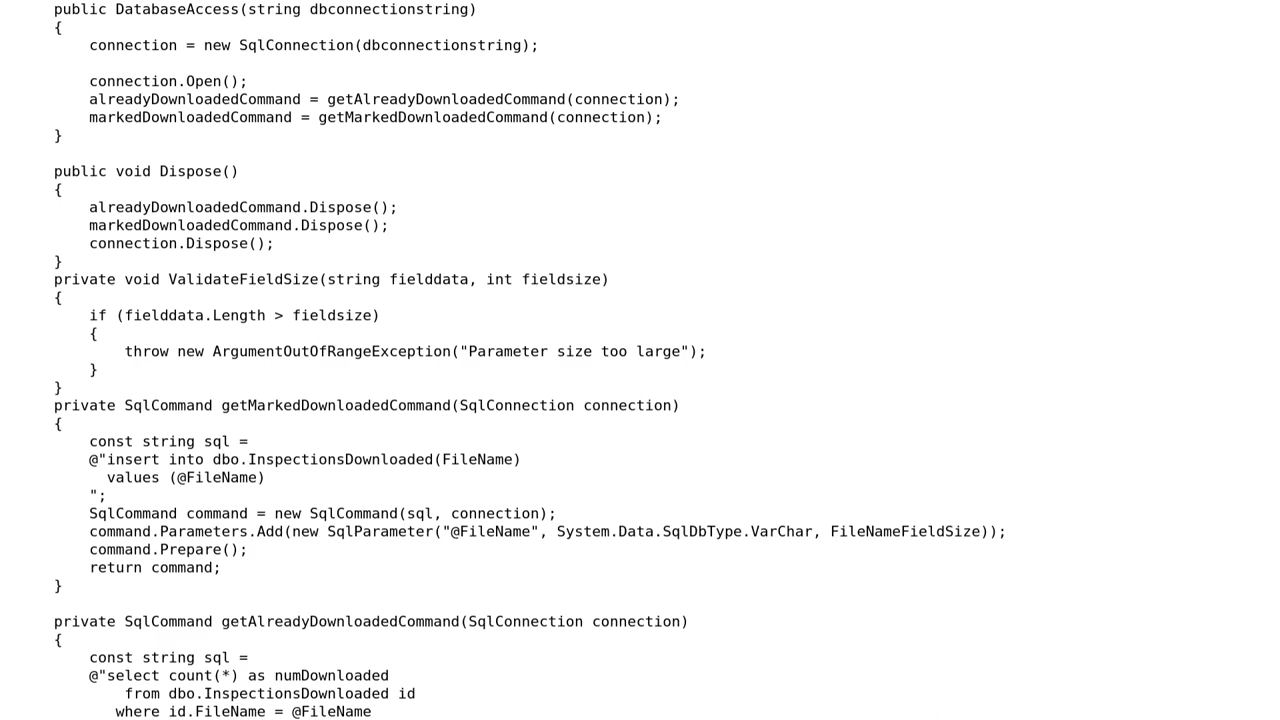 public DatabaseAccess(string dbconnectionstring)
{
    connection = new SqlConnection(dbconnectionstring);

    connection.Open();
    alreadyDownloadedCommand = getAlreadyDownloadedCommand(connection);
    markedDownloadedCommand = getMarkedDownloadedCommand(connection);
}

public void Dispose()
{
    alreadyDownloadedCommand.Dispose();
    markedDownloadedCommand.Dispose();
    connection.Dispose();
}
private void ValidateFieldSize(string fielddata, int fieldsize)
{
    if (fielddata.Length > fieldsize)
    {
        throw new ArgumentOutOfRangeException("Parameter size too large");
    }
}
private SqlCommand getMarkedDownloadedCommand(SqlConnection connection)
{
    const string sql =
    @"insert into dbo.InspectionsDownloaded(FileName)
      values (@FileName)
    ";
    SqlCommand command = new SqlCommand(sql, connection);
    command.Parameters.Add(new SqlParameter("@FileName", System.Data.SqlDbType.VarChar, FileNameFieldSize));
    command.Prepare();
    return command;
}

private SqlCommand getAlreadyDownloadedCommand(SqlConnection connection)
{
    const string sql =
    @"select count(*) as numDownloaded
        from dbo.InspectionsDownloaded id
       where id.FileName = @FileName